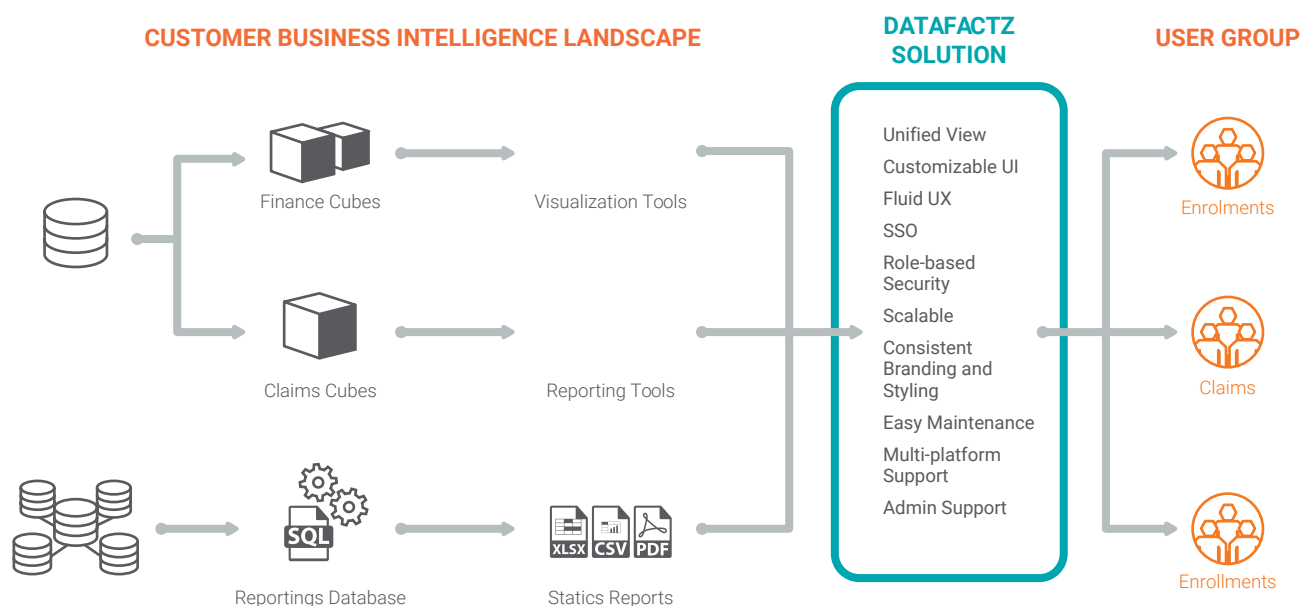 CUSTOMER BUSINESS INTELLIGENCE LANDSCAPE
DATAFACTZ
SOLUTION
USER GROUP
Finance Cubes
Visualization Tools
Claims Cubes
Reporting Tools
SQL
XLSX
CSV
PDF
Reportings Database
Statics Reports
Unified View
Customizable UI
Fluid UX
SSO
Role-based
Security
Scalable
Consistent
Branding and
Styling
Easy Maintenance
Multi-platform
Support
Admin Support
Enrolments
Claims
Enrollments